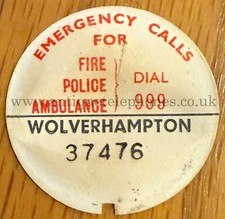 EMERGENCY CALLS
FOR
FIRE
POLICE
AMBULANCE
DIAL
999
WOLVERHAMPTON
37476